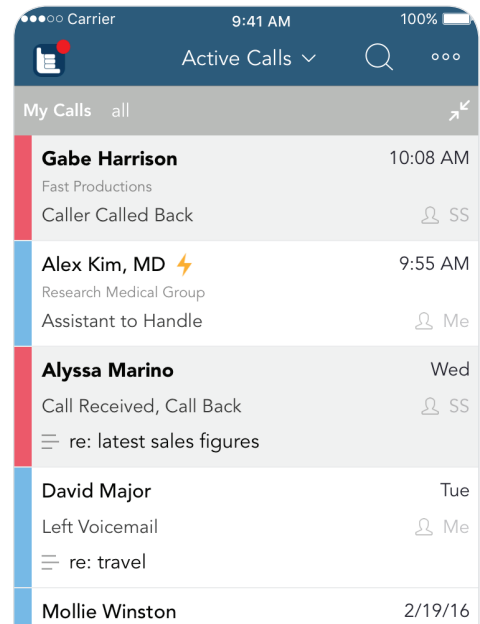 Carrier 9:41 AM 100%
Active Calls
My Calls all
Gabe Harrison 10:08 AM
Fast Productions
Caller Called Back SS
Alex Kim, MD 9:55 AM
Research Medical Group
Assistant to Handle Me
Alyssa Marino Wed
Call Received, Call Back SS
re: latest sales figures
David Major Tue
Left Voicemail Me
re: travel
Mollie Winston 2/19/16